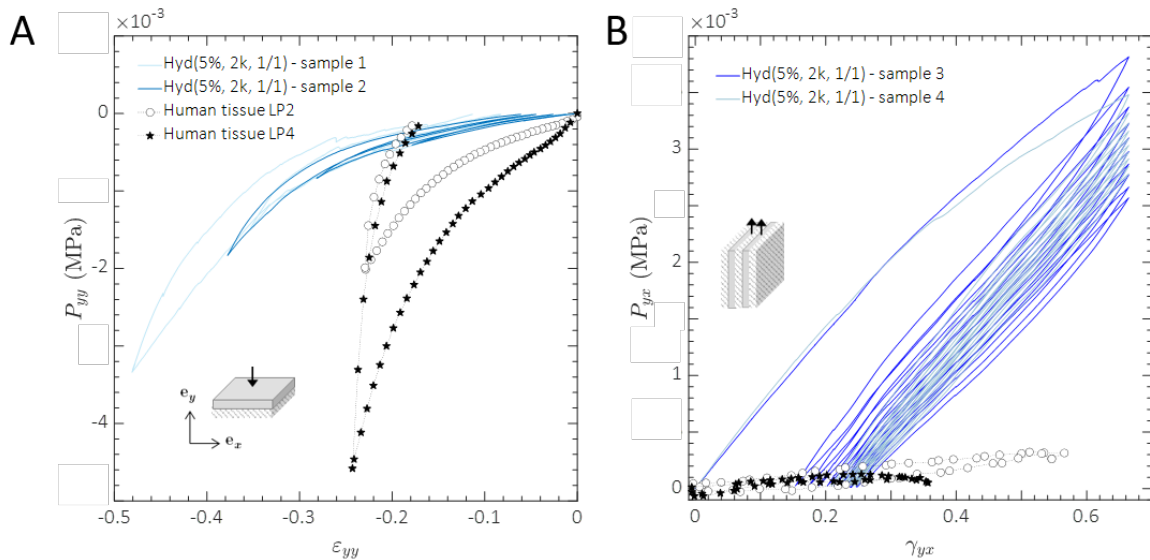 A
×10⁻³
Hyd(5%, 2k, 1/1) - sample 1
Hyd(5%, 2k, 1/1) - sample 2
Human tissue LP2
Human tissue LP4
0
-2
-4
P_yy (MPa)
e_y
e_x
-0.5 -0.4 -0.3 -0.2 -0.1 0
ε_yy
B
×10⁻³
Hyd(5%, 2k, 1/1) - sample 3
Hyd(5%, 2k, 1/1) - sample 4
3
2
1
0
P_yx (MPa)
0 0.2 0.4 0.6
γ_yx